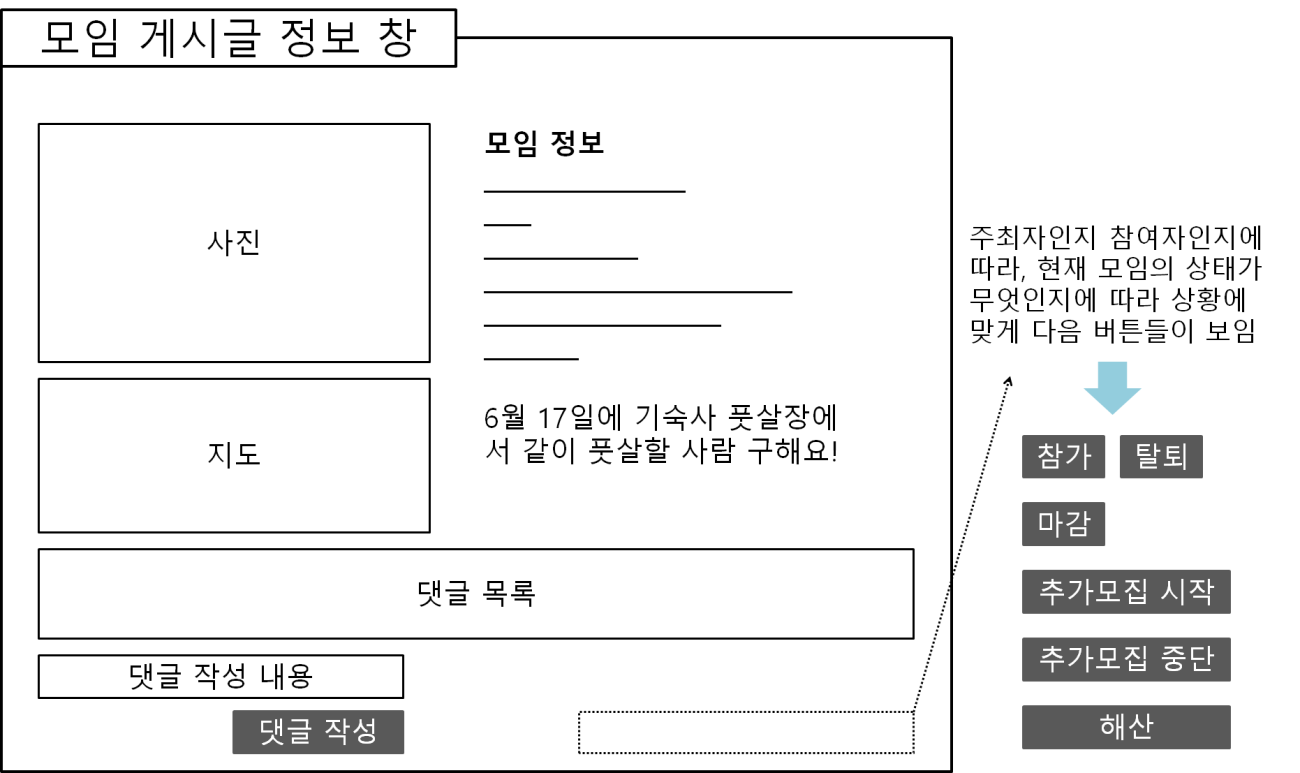 모임 게시글 정보 창
사진
지도
모임 정보
6월 17일에 기숙사 풋살장에
서 같이 풋살할 사람 구해요!
댓글 목록
댓글 작성 내용
댓글 작성
주최자인지 참여자인지에
따라, 현재 모임의 상태가
무엇인지에 따라 상황에
맞게 다음 버튼들이 보임
참가 탈퇴
마감
추가모집 시작
추가모집 중단
해산